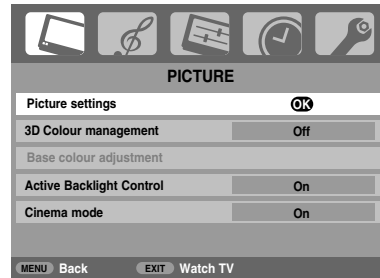 PICTURE
Picture settings OK
3D Colour management Off
Base colour adjustment
Active Backlight Control On
Cinema mode On
MENU Back EXIT Watch TV